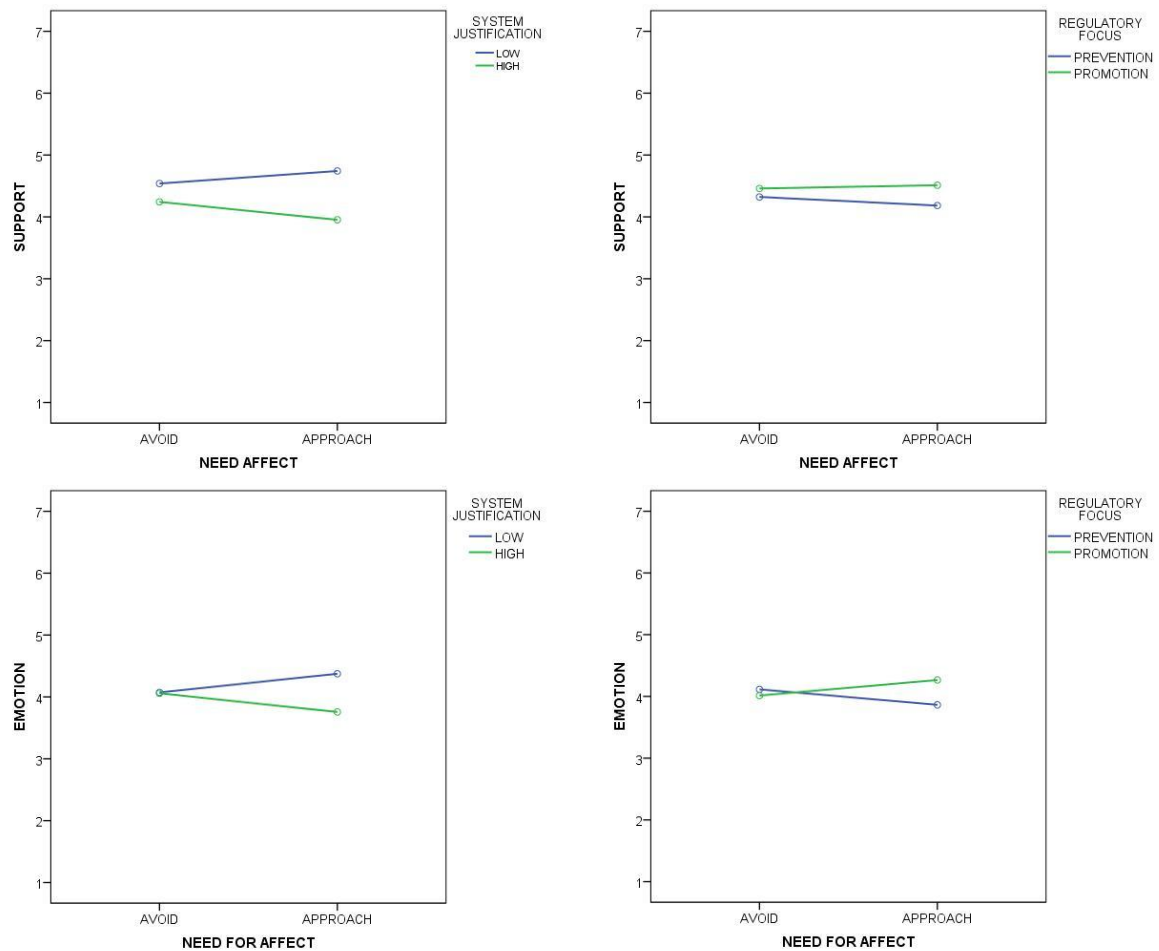 SYSTEM
JUSTIFICATION
LOW
HIGH
7
6
5
4
3
2
1
SUPPORT
AVOID
APPROACH
NEED AFFECT
REGULATORY
FOCUS
PREVENTION
PROMOTION
7
6
5
4
3
2
1
SUPPORT
AVOID
APPROACH
NEED AFFECT
SYSTEM
JUSTIFICATION
LOW
HIGH
7
6
5
4
3
2
1
EMOTION
AVOID
APPROACH
NEED FOR AFFECT
REGULATORY
FOCUS
PREVENTION
PROMOTION
7
6
5
4
3
2
1
EMOTION
AVOID
APPROACH
NEED FOR AFFECT